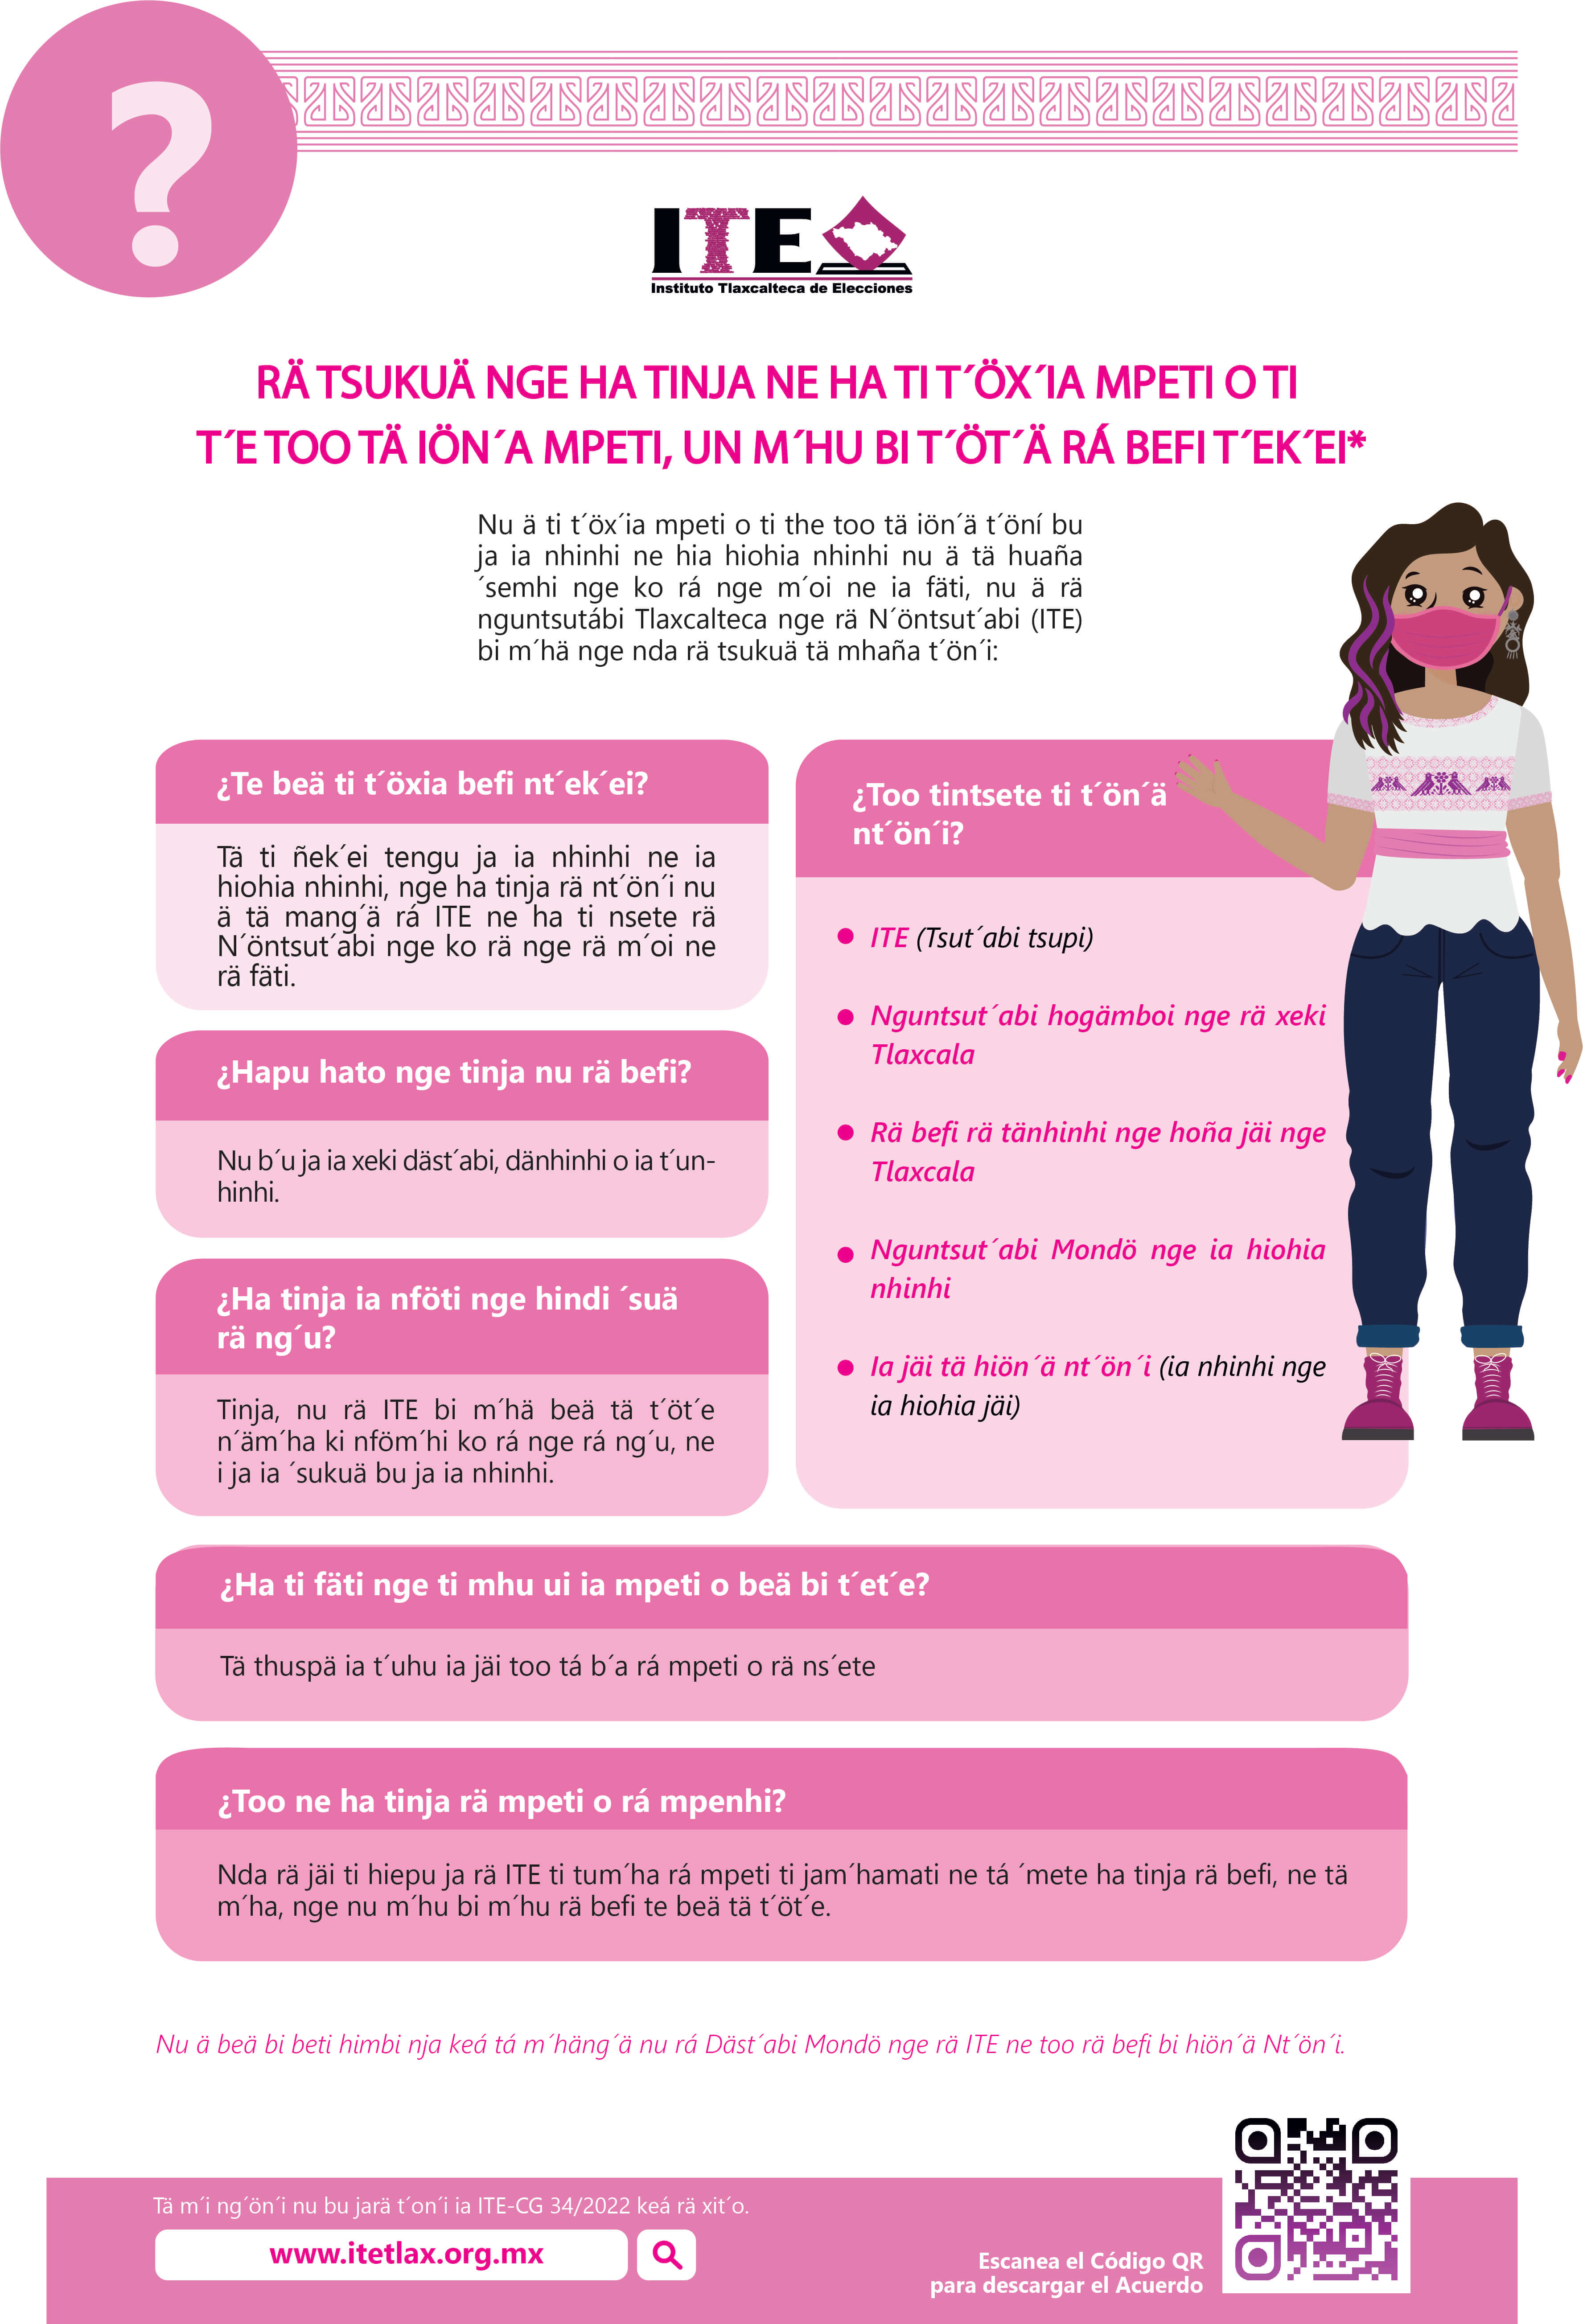 ?
ITE
Instituto Tlaxcalteca de Elecciones
RÄ TSUKUÄ NGE HA TINJA NE HA TI T´ÖX´IA MPETI O TI
T´E TOO TÄ IÖN´A MPETI, UN M´HU BI T´ÖT´Ä RÁ BEFI T´EK´EI*
Nu ä ti t´öx´ia mpeti o ti the too tä iön´ä t´öní bu
ja ia nhinhi ne hia hiohia nhinhi nu ä tä huaña
´semhi nge ko rá nge m´oi ne ia fäti, nu ä rä
nguntsutábi Tlaxcalteca nge rä N´öntsut´abi (ITE)
bi m´hä nge nda rä tsukuä tä mhaña t´ön´i:
¿Te beä ti t´öxia befi nt´ek´ei?
Tä ti ñek´ei tengu ja ia nhinhi ne ia
hiohia nhinhi, nge ha tinja rä nt´ön´i nu
ä tä mang´ä rá ITE ne ha ti nsete rä
N´öntsut´abi nge ko rä nge rä m´oi ne
rä fäti.
¿Hapu hato nge tinja nu rä befi?
Nu b´u ja ia xeki däst´abi, dänhinhi o ia t´un-
hinhi.
¿Ha tinja ia nföti nge hindi ´suä
rä ng´u?
Tinja, nu rä ITE bi m´hä beä tä t´öt´e
n´äm´ha ki nföm´hi ko rá nge rá ng´u, ne
i ja ia ´sukuä bu ja ia nhinhi.
¿Too tintsete ti t´ön´ä
nt´ön´i?
ITE (Tsut´abi tsupi)
Nguntsut´abi hogämboi nge rä xeki
Tlaxcala
Rä befi rä tänhinhi nge hoña jäi nge
Tlaxcala
Nguntsut´abi Mondö nge ia hiohia
nhinhi
Ia jäi tä hiön´ä nt´ön´i (ia nhinhi nge
ia hiohia jäi)
¿Ha ti fäti nge ti mhu ui ia mpeti o beä bi t´et´e?
Tä thuspä ia t´uhu ia jäi too tá b´a rá mpeti o rä ns´ete
¿Too ne ha tinja rä mpeti o rá mpenhi?
Nda rä jäi ti hiepu ja rä ITE ti tum´ha rá mpeti ti jam´hamati ne tá ´mete ha tinja rä befi, ne tä
m´ha, nge nu m´hu bi m´hu rä befi te beä tä t´öt´e.
Nu ä beä bi beti himbi nja keá tá m´häng´ä nu rá Däst´abi Mondö nge rä ITE ne too rä befi bi hiön´ä Nt´ön´i.
Tä m´i ng´ön´i nu bu jarä t´on´i ia ITE-CG 34/2022 keá rä xit´o.
www.itetlax.org.mx
Escanea el Código QR
para descargar el Acuerdo